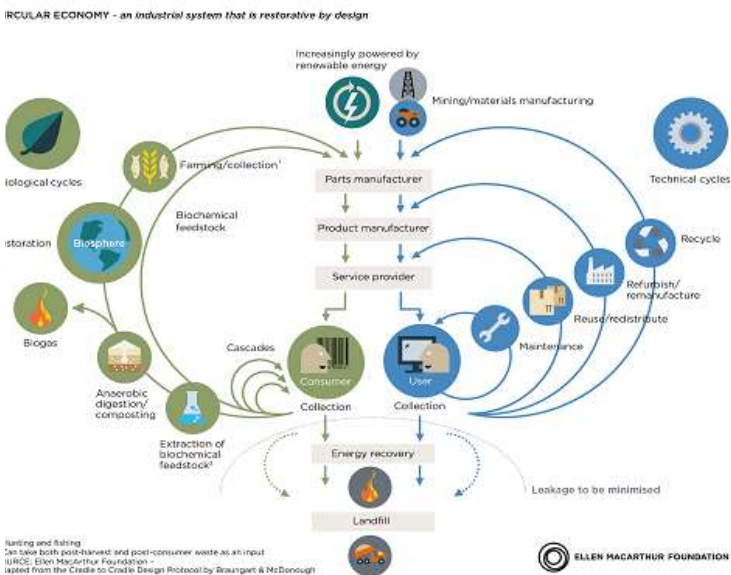 IRCULAR ECONOMY - an industrial system that is restorative by design
Increasingly powered by
renewable energy
Mining/materials manufacturing
Farming/collection¹
iological cycles
Technical cycles
Parts manufacturer
Biochemical
feedstock
Product manufacturer
storation
Biosphere
Recycle
Service provider
Refurbish/
remanufacture
Reuse/redistribute
Biogas
Cascades
Maintenance
Consumer
User
Anaerobic
digestion/
composting
Collection
Collection
Extraction of
biochemical
feedstock²
Energy recovery
Leakage to be minimised
Landfill
Hunting and fishing
Can take both post-harvest and post-consumer waste as an input
OURCE: Ellen MacArthur Foundation -
dapted from the Cradle to Cradle Design Protocol by Braungart & McDonough
ELLEN MACARTHUR FOUNDATION